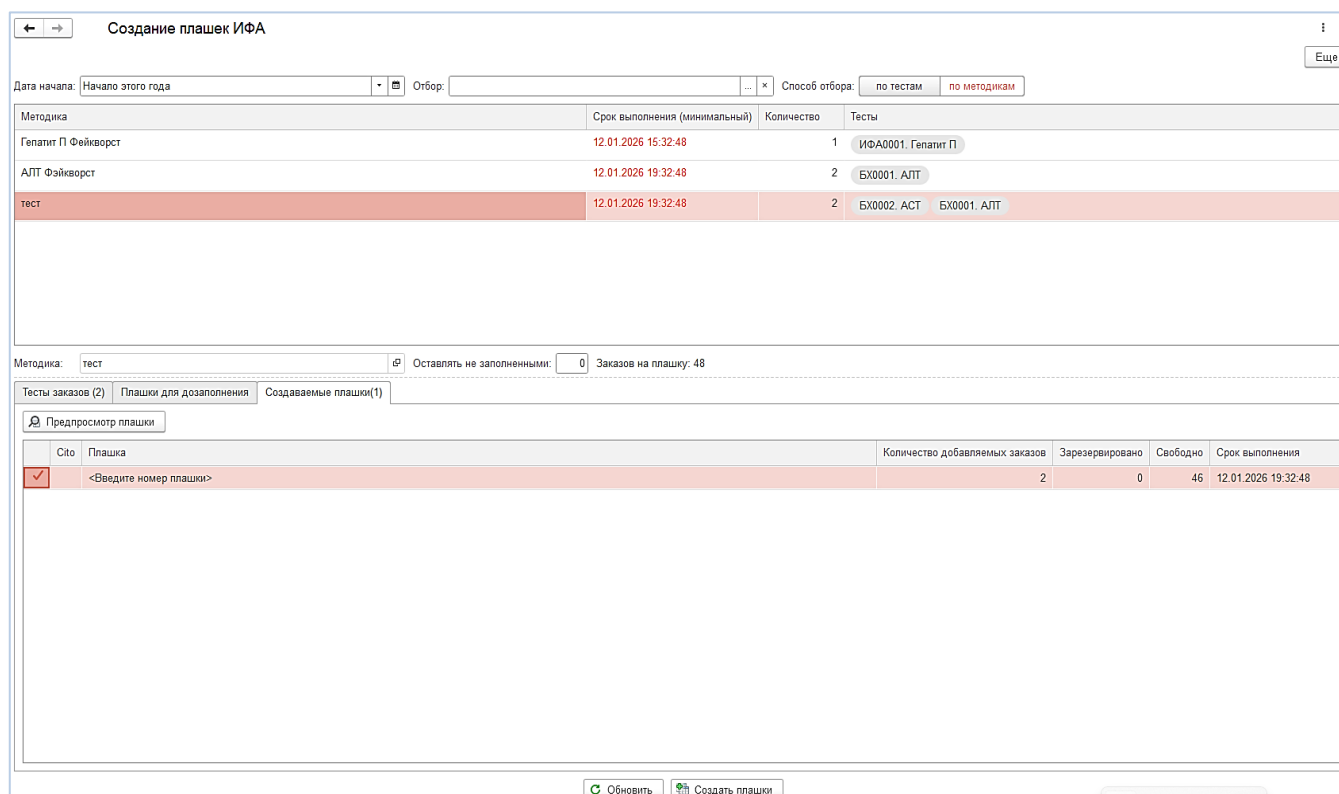 Создание плашек ИФА
Еще
Дата начала: Начало этого года Отбор: ... × Способ отбора: по тестам по методикам
Методика Срок выполнения (минимальный) Количество Тесты
Гепатит П Фейкворст 12.01.2026 15:32:48 1 ИФА0001. Гепатит П
АЛТ Фэйкворст 12.01.2026 19:32:48 2 БХ0001. АЛТ
тест 12.01.2026 19:32:48 2 БХ0002. АСТ БХ0001. АЛТ
Методика: тест Оставлять не заполненными: 0 Заказов на плашку: 48
Тесты заказов (2) Плашки для дозаполнения Создаваемые плашки(1)
Предпросмотр плашки
Cito Плашка Количество добавляемых заказов Зарезервировано Свободно Срок выполнения
<Введите номер плашки> 2 0 46 12.01.2026 19:32:48
Обновить Создать плашки